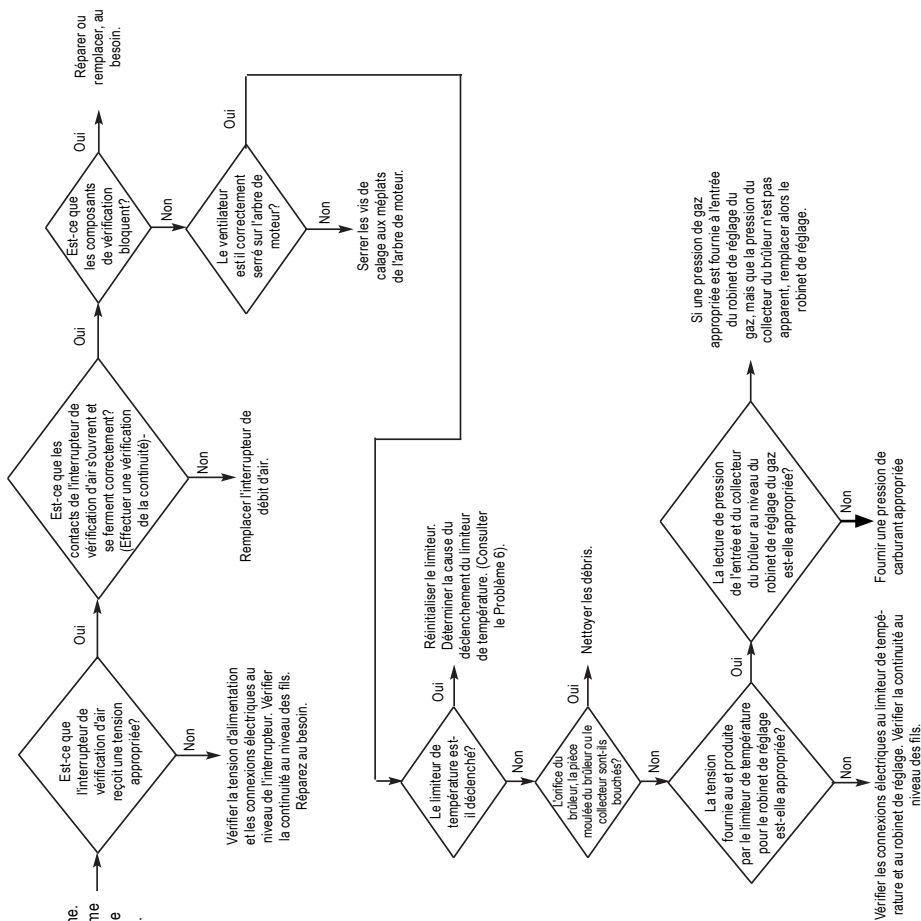 ne.
me
e
.
Est-ce que
l'interrupteur de
vérification d'air
reçoit une tension
appropriée?
Oui
Non
Vérifier la tension d'alimentation
et les connexions électriques au
niveau de l'interrupteur. Vérifier
la continuité au niveau des fils.
Réparez au besoin.
Est-ce que les
contacts de l'interrupteur de
vérification d'air s'ouvrent et
se ferment correctement?
(Effectuer une vérification
de la continuité)-
Oui
Non
Remplacer l'interrupteur de
débit d'air.
Est-ce que
les composants
de vérification
bloquent?
Oui
Réparer ou
remplacer, au
besoin.
Non
Le ventilateur
est il correctement
serré sur l'arbre de
moteur?
Oui
Non
Serrer les vis de
calage aux méplats
de l'arbre de moteur.
Le limiteur de
température est-
il déclenché?
Oui
Réinitialiser le limiteur.
Déterminer la cause du
déclenchement du limiteur
de température. (Consulter
le Problème 6).
Non
L'orifice du
brûleur, la pièce
moulée du brûleur ou le
collecteur sont-ils
bouchés?
Oui
Nettoyer les débris.
Non
La tension
fournie au et produite
par le limiteur de température
pour le robinet de réglage
est-elle appropriée?
Oui
Non
Vérifier les connexions électriques au limiteur de tempé-
rature et au robinet de réglage. Vérifier la continuité au
niveau des fils.
La lecture de pression
de l'entrée et du collecteur
du brûleur au niveau du
robinet de réglage du gaz
est-elle appropriée?
Non
Fournir une pression de
carburant appropriée
Si une pression de gaz
appropriée est fournie à l'entrée
du robinet de réglage du
gaz, mais que la pression du
collecteur du brûleur n'est pas
apparent, remplacer alors le
robinet de réglage.